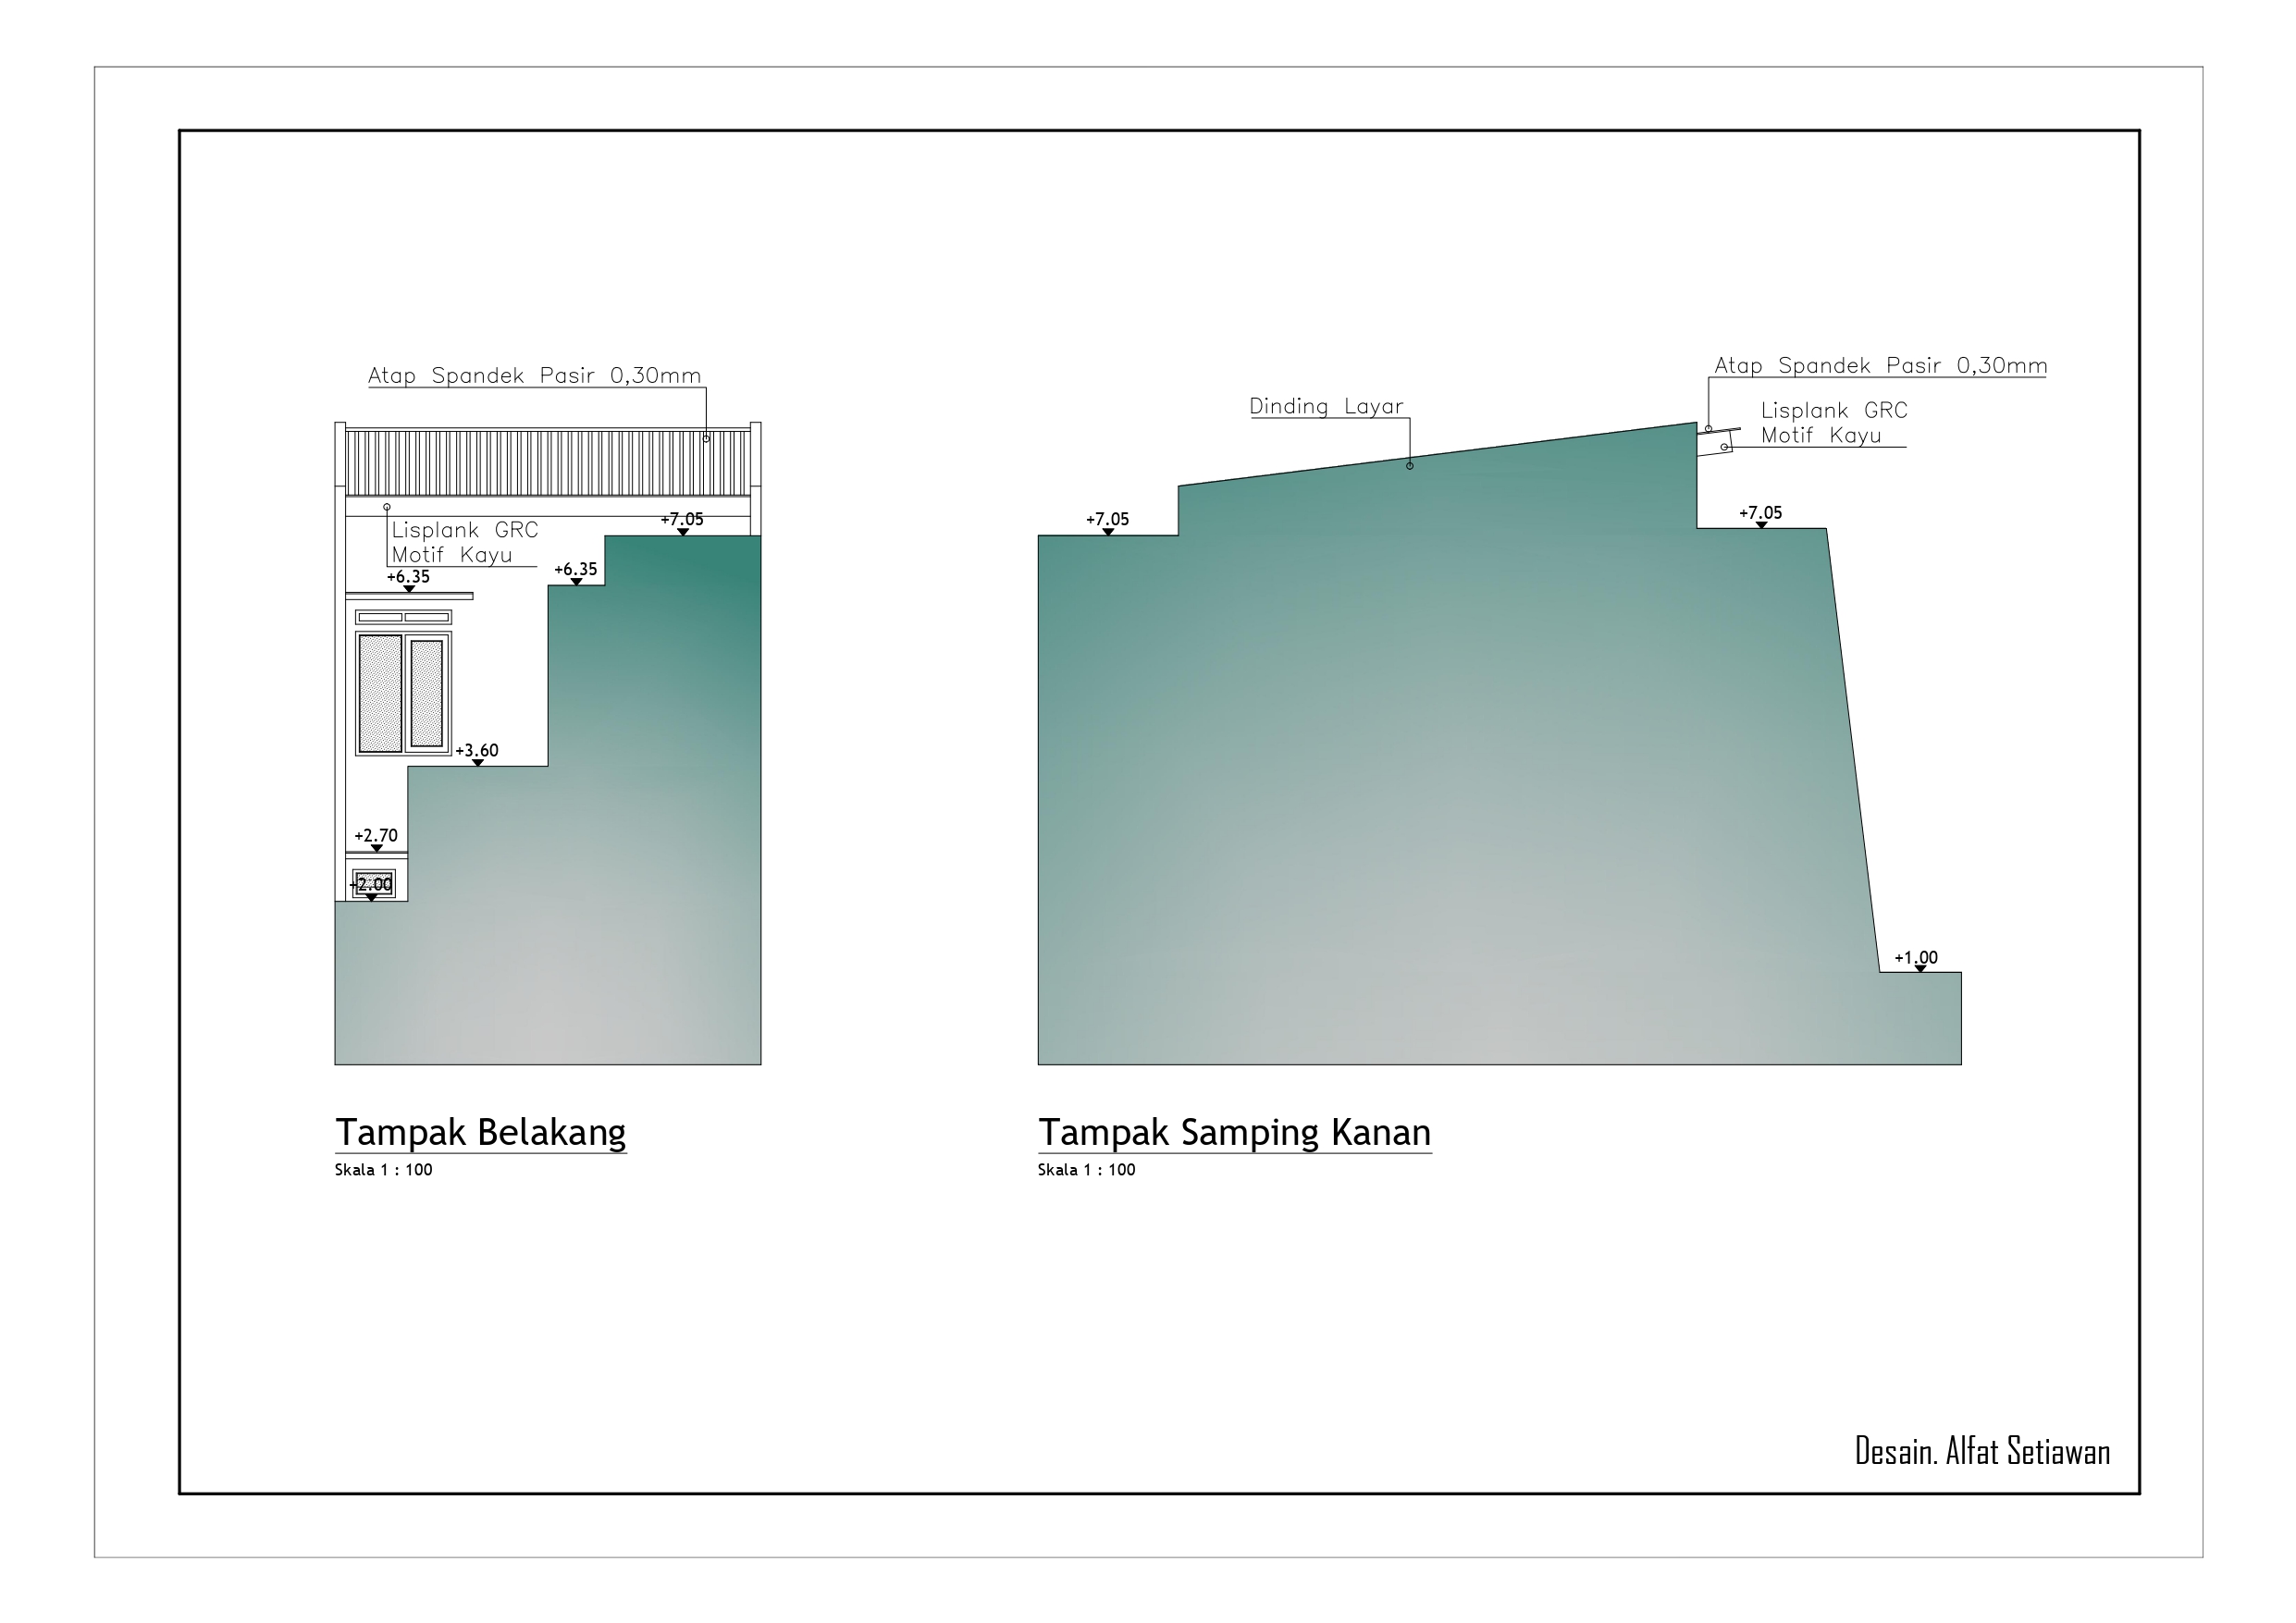 Atap Spandek Pasir 0,30mm
+7.05
Lisplank GRC
Motif Kayu
+6.35
+6.35
+3.60
+2.70
+2.00
Tampak Belakang
Skala 1 : 100
Atap Spandek Pasir 0,30mm
Dinding Layar
Lisplank GRC
Motif Kayu
+7.05
+7.05
+1.00
Tampak Samping Kanan
Skala 1 : 100
Desain. Alfat Setiawan